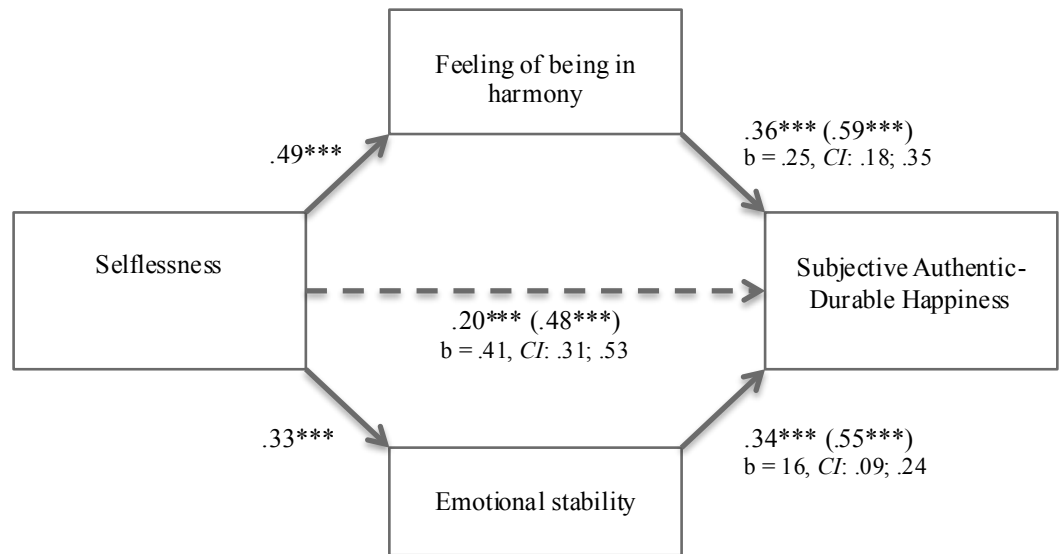 Feeling of being in
harmony
.49***
.36*** (.59***)
b = .25, CI: .18; .35
Selflessness
Subjective Authentic-
Durable Happiness
.20*** (.48***)
b = .41, CI: .31; .53
.33***
.34*** (.55***)
b = 16, CI: .09; .24
Emotional stability